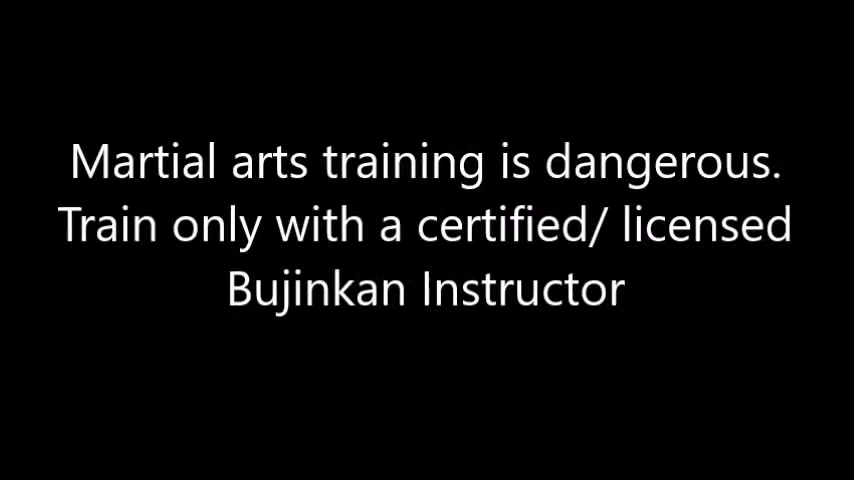 Martial arts training is dangerous.
Train only with a certified/ licensed
Bujinkan Instructor